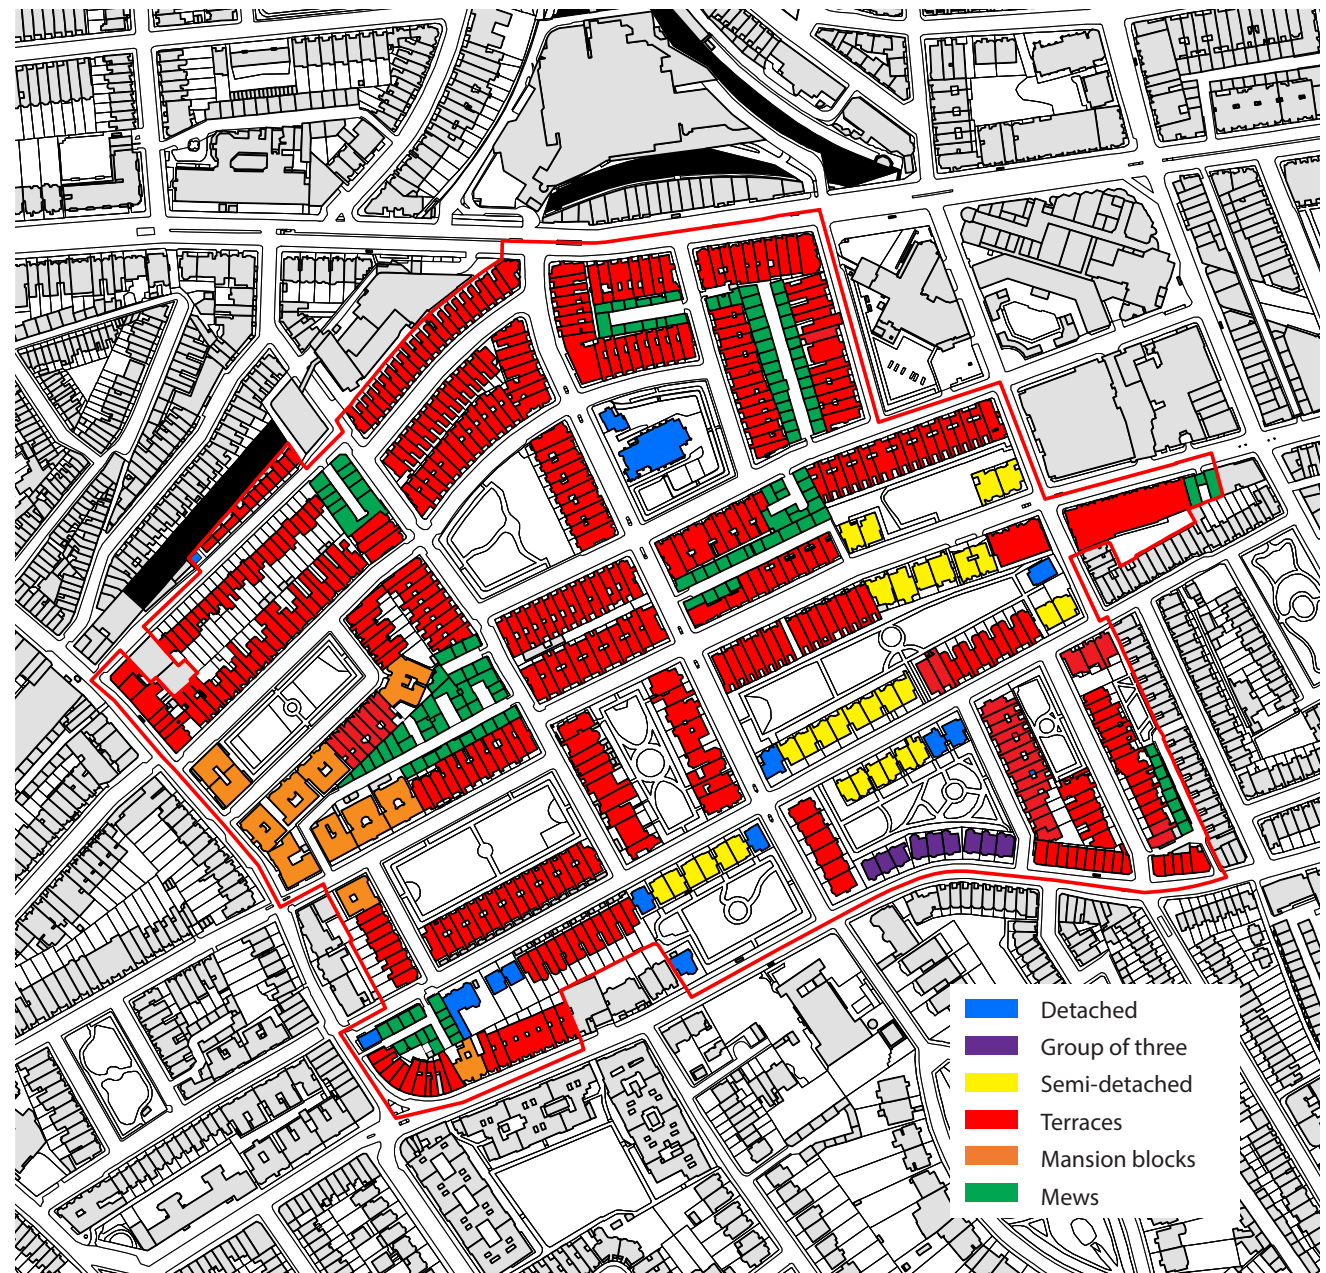 Detached
Group of three
Semi-detached
Terraces
Mansion blocks
Mews